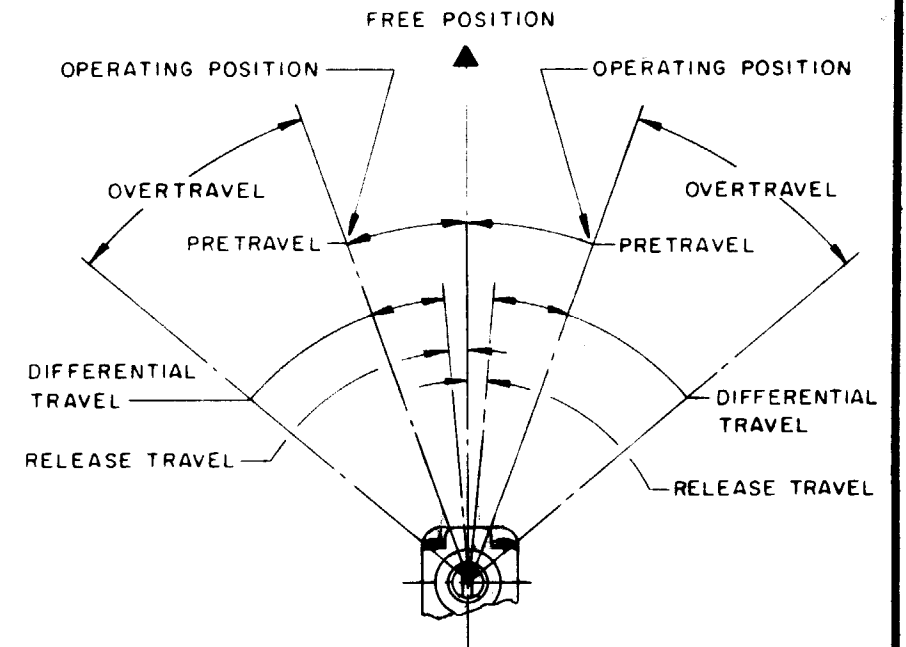 FREE POSITION
OPERATING POSITION
OPERATING POSITION
OVERTRAVEL
OVERTRAVEL
PRETRAVEL
PRETRAVEL
DIFFERENTIAL
TRAVEL
DIFFERENTIAL
TRAVEL
RELEASE TRAVEL
RELEASE TRAVEL